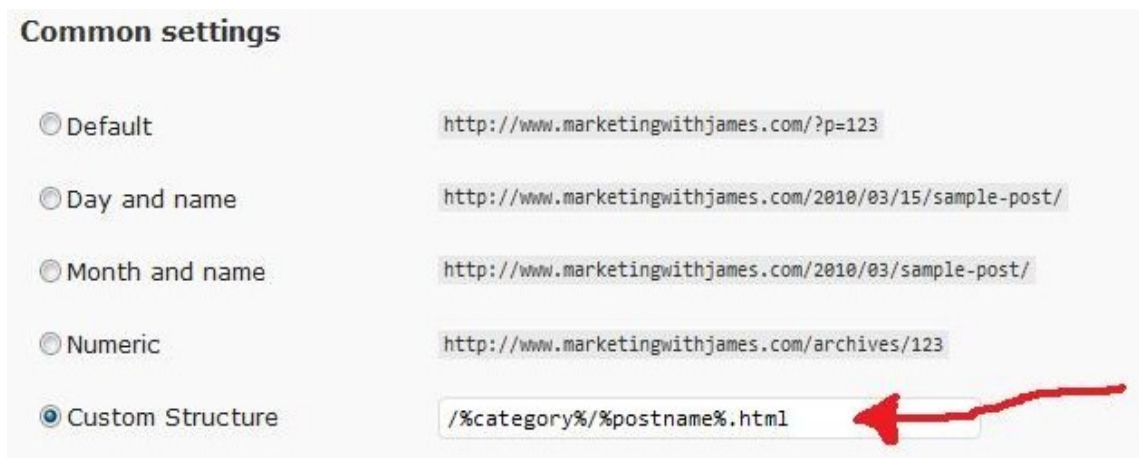 Common settings
Default http://www.marketingwithjames.com/?p=123
Day and name http://www.marketingwithjames.com/2010/03/15/sample-post/
Month and name http://www.marketingwithjames.com/2010/03/sample-post/
Numeric http://www.marketingwithjames.com/archives/123
Custom Structure /%category%/%postname%.html